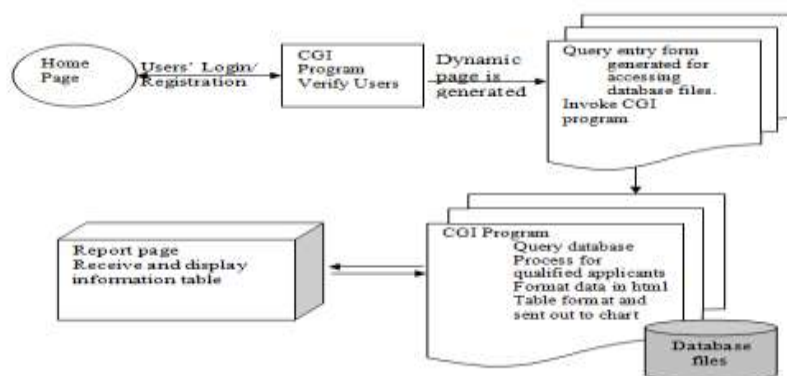 Home
Page
Users' Login/
Registration
CGI
Program
Verify Users
Dynamic
page is
generated
Query entry form
generated for
accessing
database files.
Invoke CGI
program
CGI Program
Query database
Process for
qualified applicants
Format data in html
Table format and
sent out to chart
Database
files
Report page
Receive and display
information table